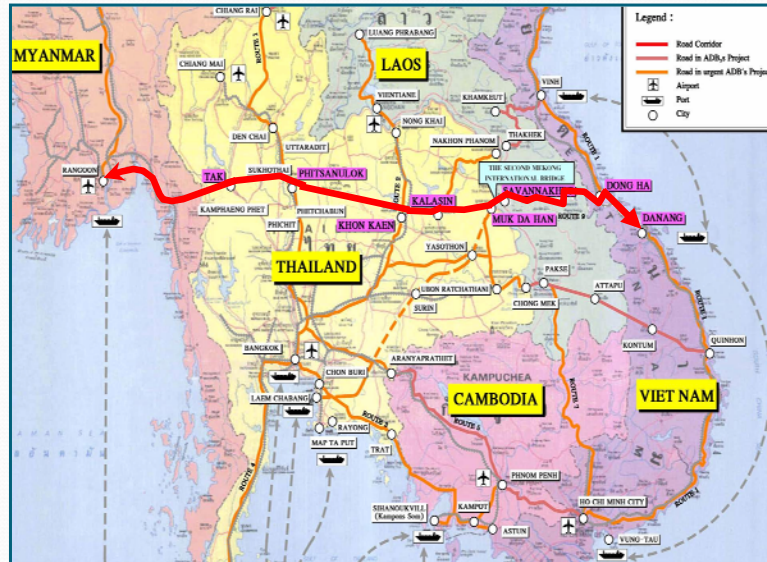 CHIANG RAI
MYANMAR
LUANG PHRABANG
LAOS
CHIANG MAI
ROUTE 1
VIENTIANE
NONG KHAI
KHAMKEUT
VINH
DEN CHAI
UTTARADIT
NAKHON PHANOM
THAKHEK
ROUTE 1
RANGOON
TAK
SUKHOTHAI
PHITSANULOK
ROUTE 2
THE SECOND MEKONG
INTERNATIONAL BRIDGE
KALASIN
DONG HA
KAMPHAENG PHET
PHETCHABUN
PHICHIT
KHON KAEN
MUK DA HAN
ROUTE 9
DANANG
THAILAND
YASOTHON
UBON RATCHATHANI
PAKSE
CHONG MEK
ATTAPU
SURIN
KONTUM
QUINHON
BANGKOK
ARANYAPRATHET
CHON BURI
KAMPUCHEA
LAEM CHABANG
CAMBODIA
VIET NAM
RAYONG
MAP TA PUT
TRAT
ROUTE 5
ROUTE 7
PHNOM PENH
SIHANOUKVILL
(Kampons Som)
KAMPUT
ASTUN
HO CHI MINH CITY
VUNG-TAU
Legend :
Road Corridor
Road in ADB,s Project
Road in urgent ADB's Projec
Airport
Port
City